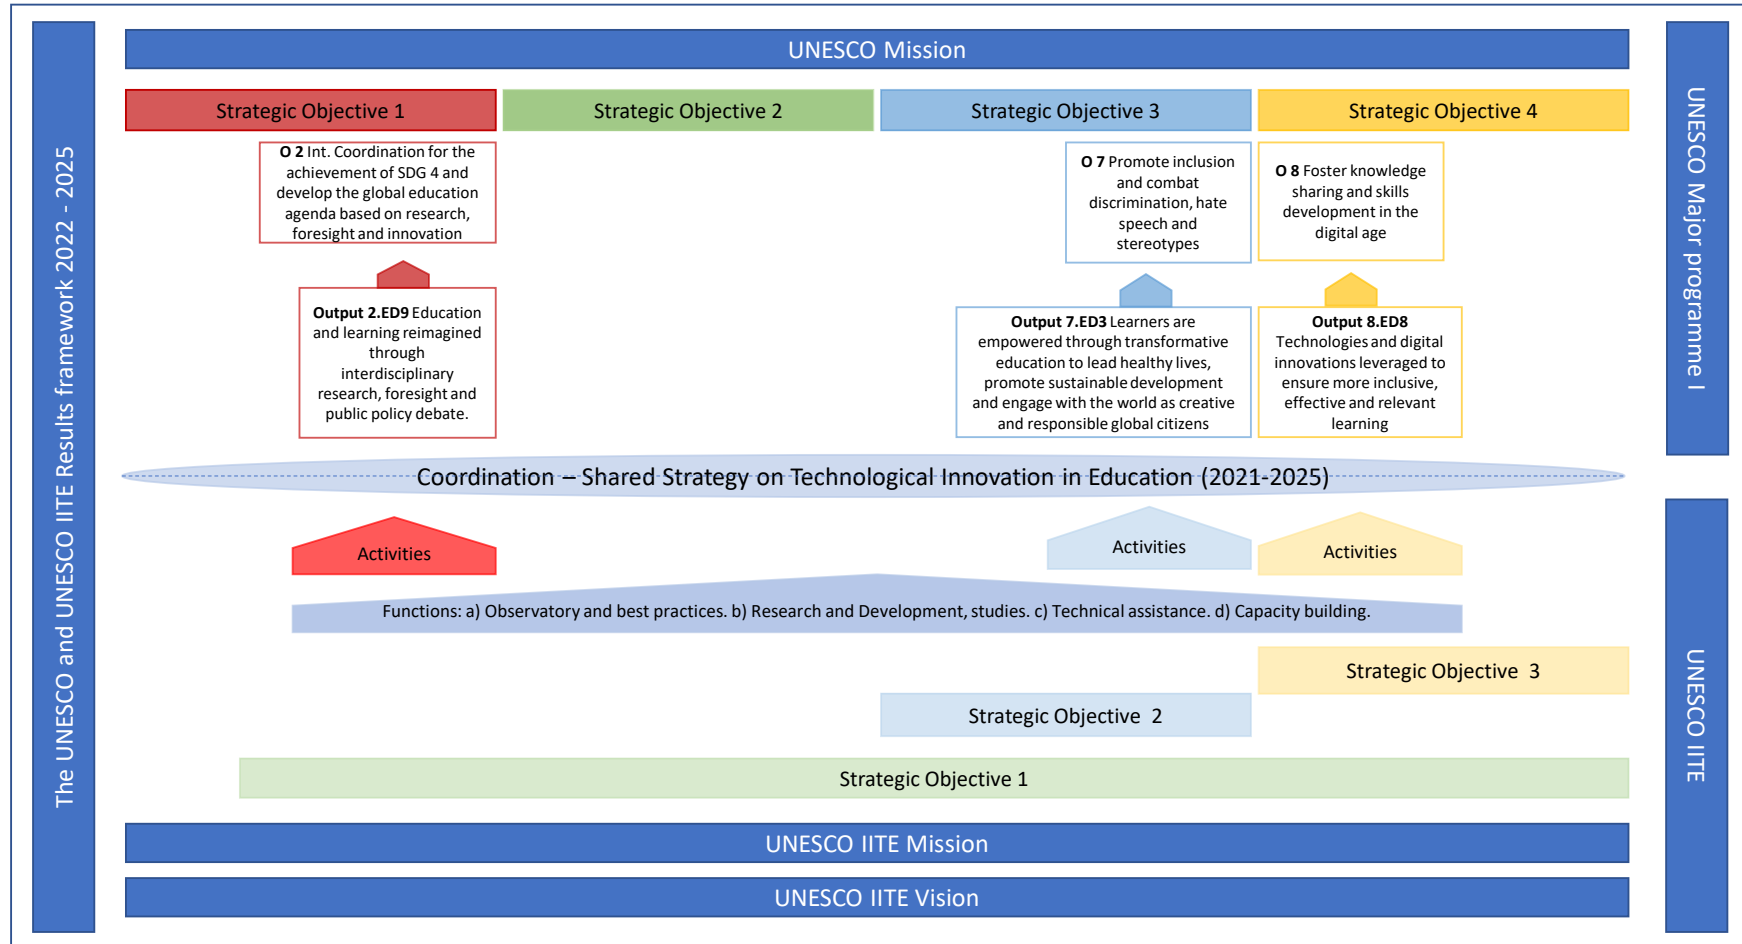 The UNESCO and UNESCO IITE Results framework 2022 - 2025
UNESCO Mission
Strategic Objective 1
Strategic Objective 2
Strategic Objective 3
Strategic Objective 4
O 2 Int. Coordination for the
achievement of SDG 4 and
develop the global education
agenda based on research,
foresight and innovation
O 7 Promote inclusion
and combat
discrimination, hate
speech and
stereotypes
O 8 Foster knowledge
sharing and skills
development in the
digital age
Output 2.ED9 Education
and learning reimagined
through
interdisciplinary
research, foresight and
public policy debate.
Output 7.ED3 Learners are
empowered through transformative
education to lead healthy lives,
promote sustainable development
and engage with the world as creative
and responsible global citizens
Output 8.ED8
Technologies and digital
innovations leveraged to
ensure more inclusive,
effective and relevant
learning
UNESCO Major programme I
Coordination – Shared Strategy on Technological Innovation in Education (2021-2025)
Activities
Activities
Activities
Functions: a) Observatory and best practices. b) Research and Development, studies. c) Technical assistance. d) Capacity building.
Strategic Objective 3
Strategic Objective 2
Strategic Objective 1
UNESCO IITE Mission
UNESCO IITE Vision
UNESCO IITE